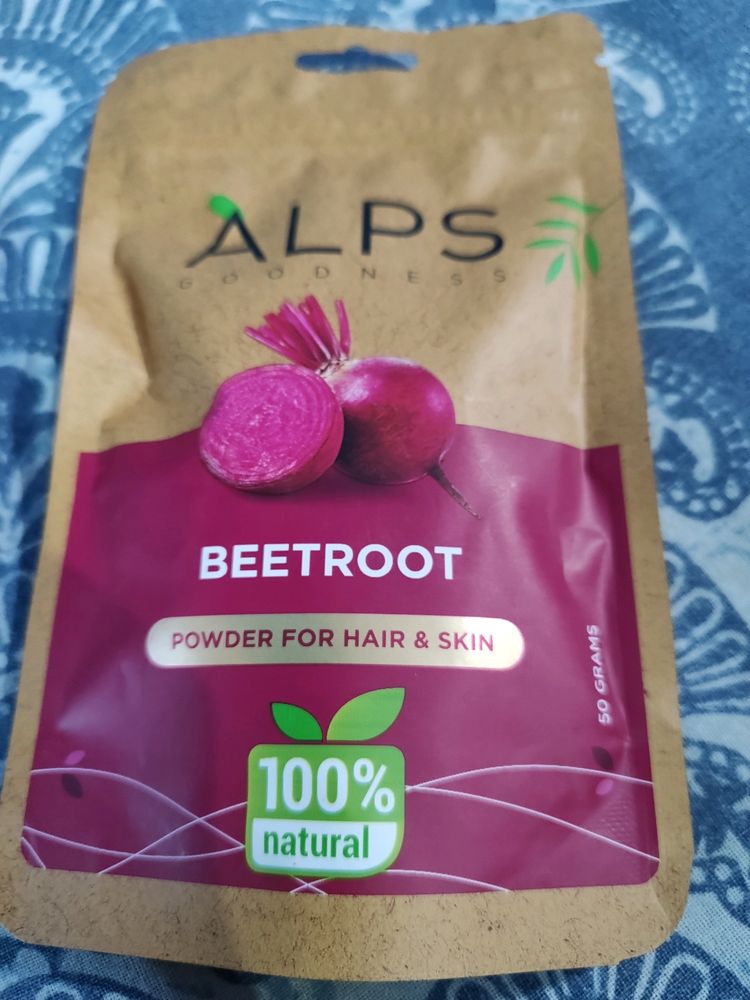 ALPS
GOODNESS
BEETROOT
POWDER FOR HAIR & SKIN
50 GRAMS
100%
natural